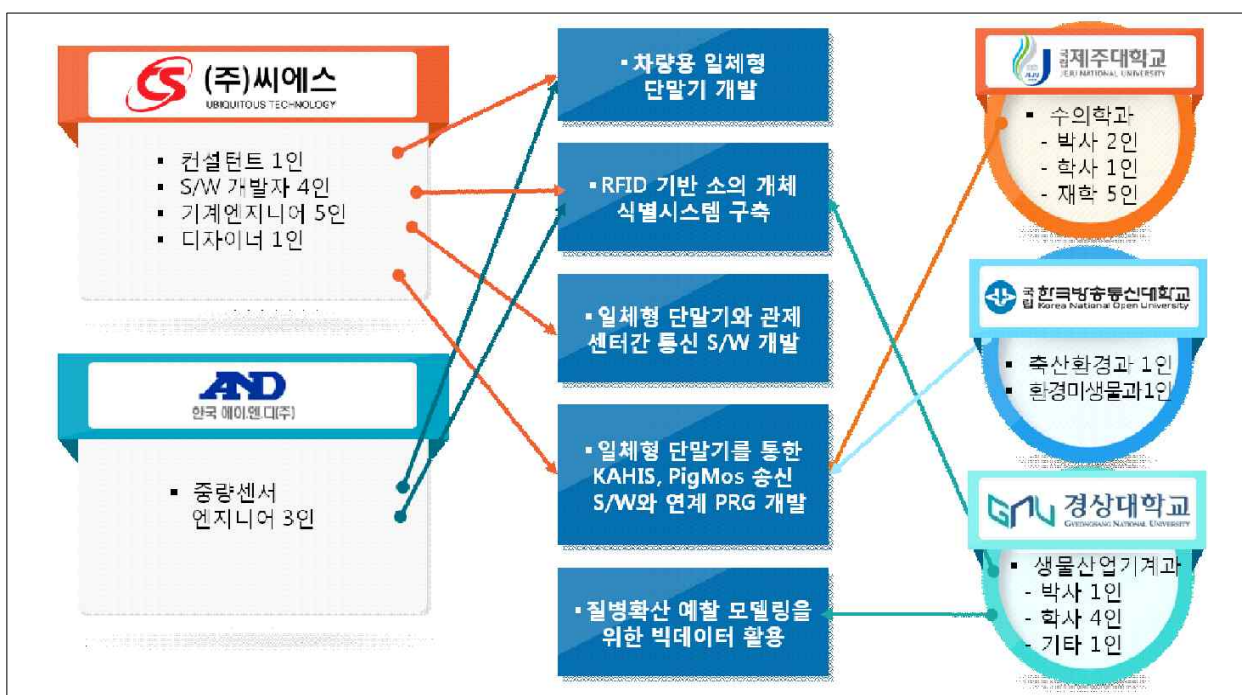 CS (주)씨에스
UBIQUITOUS TECHNOLOGY
▪ 컨설턴트 1인
▪ S/W 개발자 4인
▪ 기계엔지니어 5인
▪ 디자이너 1인
AND
한국 에이.엔.디(주)
▪ 중량센서
엔지니어 3인
▪ 차량용 일체형
단말기 개발
▪ RFID 기반 소의 개체
식별시스템 구축
▪ 일체형 단말기와 관제
센터간 통신 S/W 개발
▪ 일체형 단말기를 통한
KAHIS, PigMos 송신
S/W와 연계 PRG 개발
▪ 질병확산 예찰 모델링을
위한 빅데이터 활용
국립 제주대학교
JEJU NATIONAL UNIVERSITY
▪ 수의학과
- 박사 2인
- 학사 1인
- 재학 5인
국립 한국방송통신대학교
Korea National Open University
▪ 축산환경과 1인
▪ 환경미생물과1인
GNU 경상대학교
GYEONGSANG NATIONAL UNIVERSITY
▪ 생물산업기계과
- 박사 1인
- 학사 4인
- 기타 1인